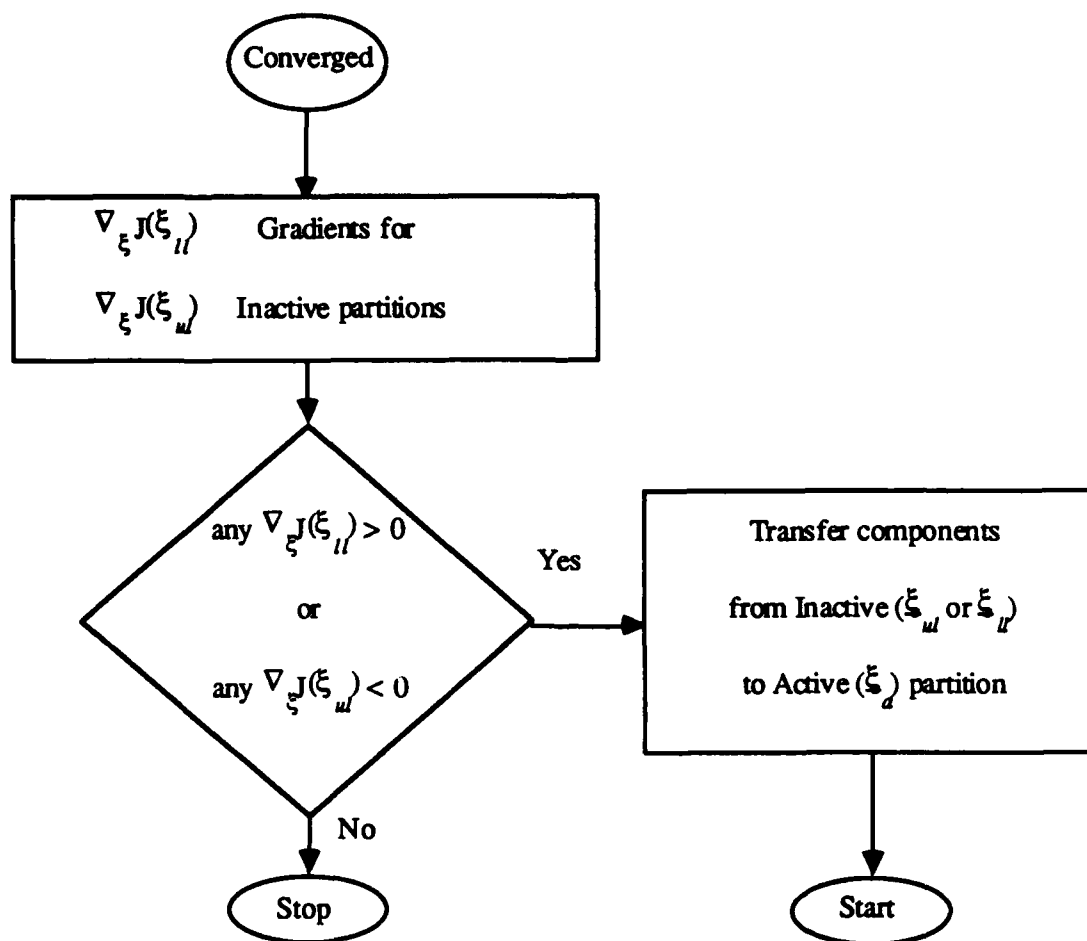 Converged
∇ξ J(ξll) Gradients for
∇ξ J(ξul) Inactive partitions
any ∇ξJ(ξll) > 0
or
any ∇ξJ(ξul) < 0
Yes
Transfer components
from Inactive (ξul or ξll)
to Active (ξa) partition
No
Stop
Start